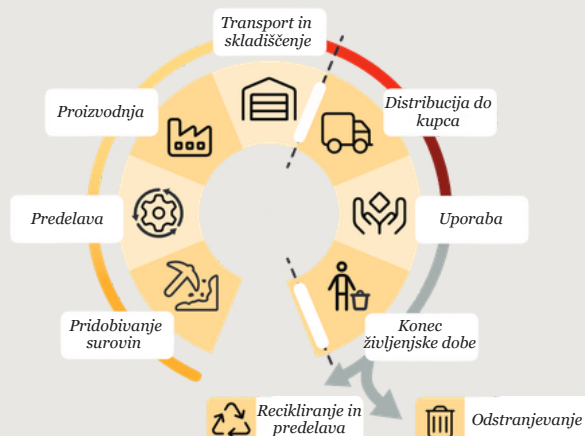 Transport in
skladiščenje
Proizvodnja
Distribucija do
kupca
Predelava
Uporaba
Pridobivanje
surovin
Konec
življenjske dobe
Recikliranje in
predelava
Odstranjevanje